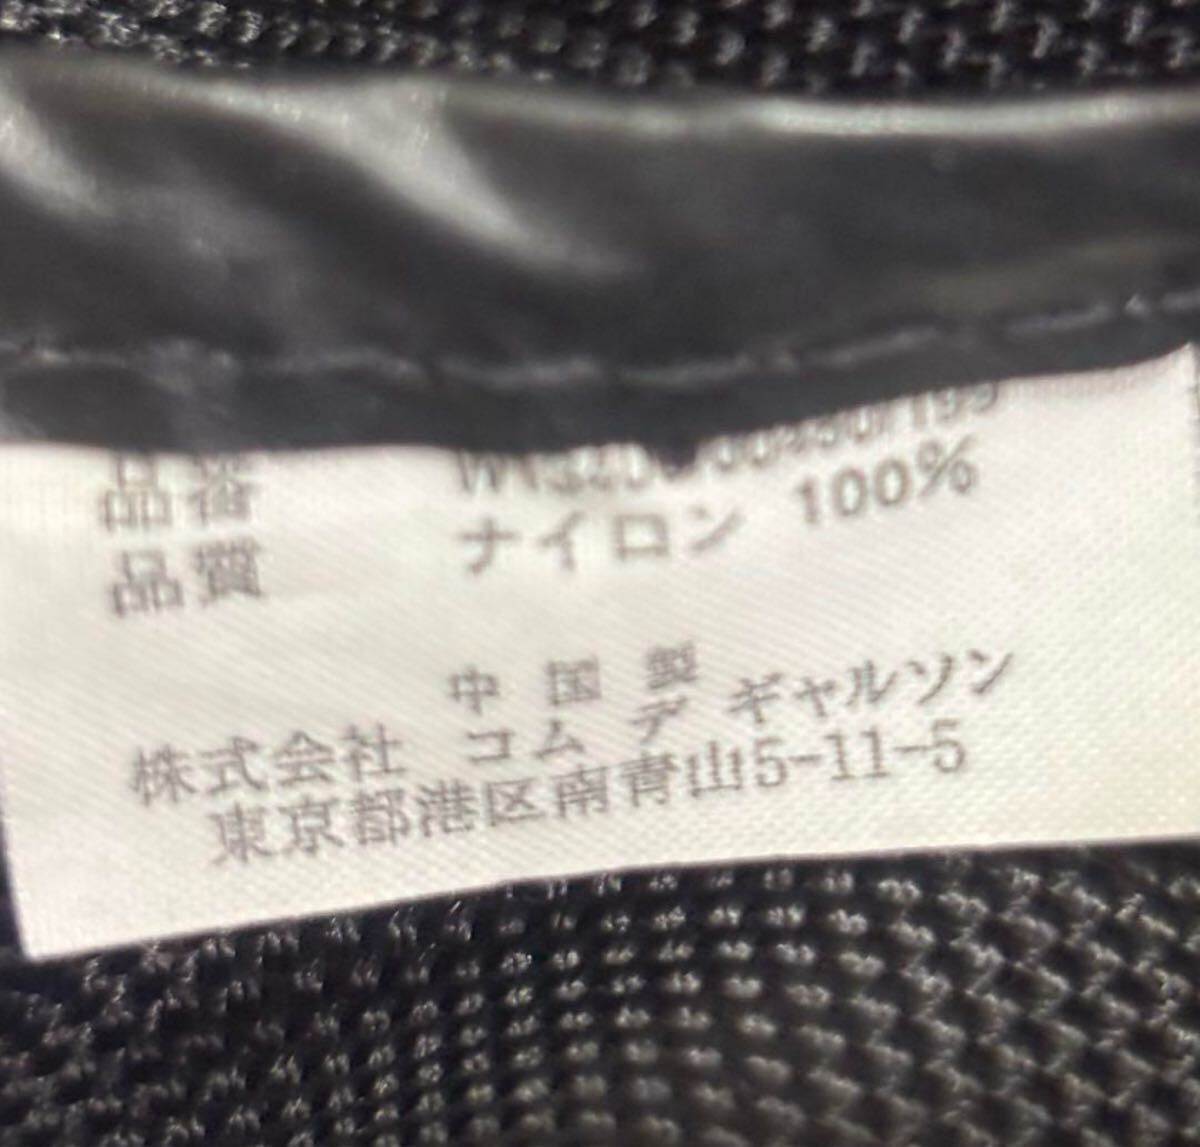 品番
品質 ナイロン 100%
中国製
株式会社 コム デ ギャルソン
東京都港区南青山5-11-5